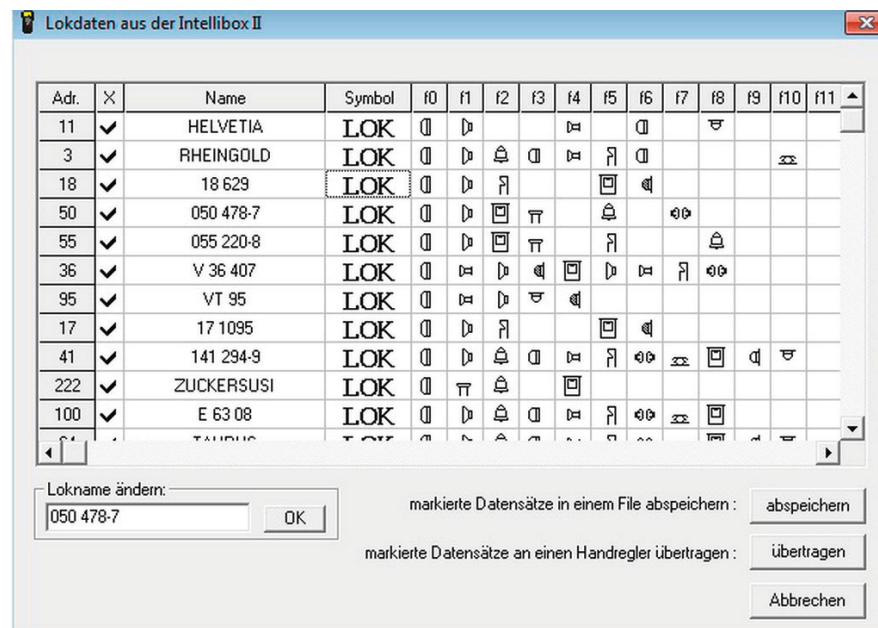 Lokdaten aus der Intellibox II
Adr. X Name Symbol f0 f1 f2 f3 f4 f5 f6 f7 f8 f9 f10 f11
11 HELVETIA LOK
3 RHEINGOLD LOK
18 18 629 LOK
50 050 478-7 LOK
55 055 220-8 LOK
36 V 36 407 LOK
95 VT 95 LOK
17 17 1095 LOK
41 141 294-9 LOK
222 ZUCKERSUSI LOK
100 E 63 08 LOK
Lokname ändern:
050 478-7 OK
markierte Datensätze in einem File abspeichern : abspeichern
markierte Datensätze an einen Handregler übertragen : übertragen
Abbrechen